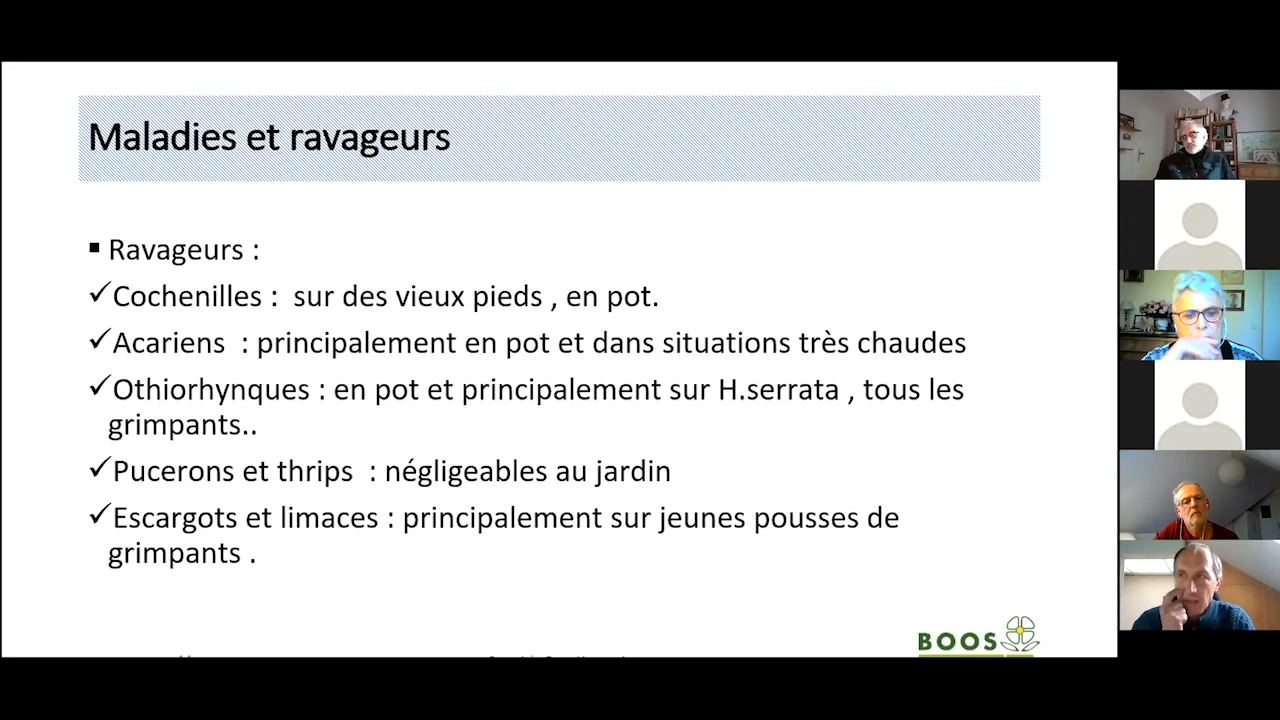 Maladies et ravageurs
▪ Ravageurs :
✓Cochenilles :  sur des vieux pieds , en pot.
✓Acariens  : principalement en pot et dans situations très chaudes
✓Othiorhynques : en pot et principalement sur H.serrata , tous les
grimpants..
✓Pucerons et thrips  : négligeables au jardin
✓Escargots et limaces : principalement sur jeunes pousses de
grimpants .
BOOS